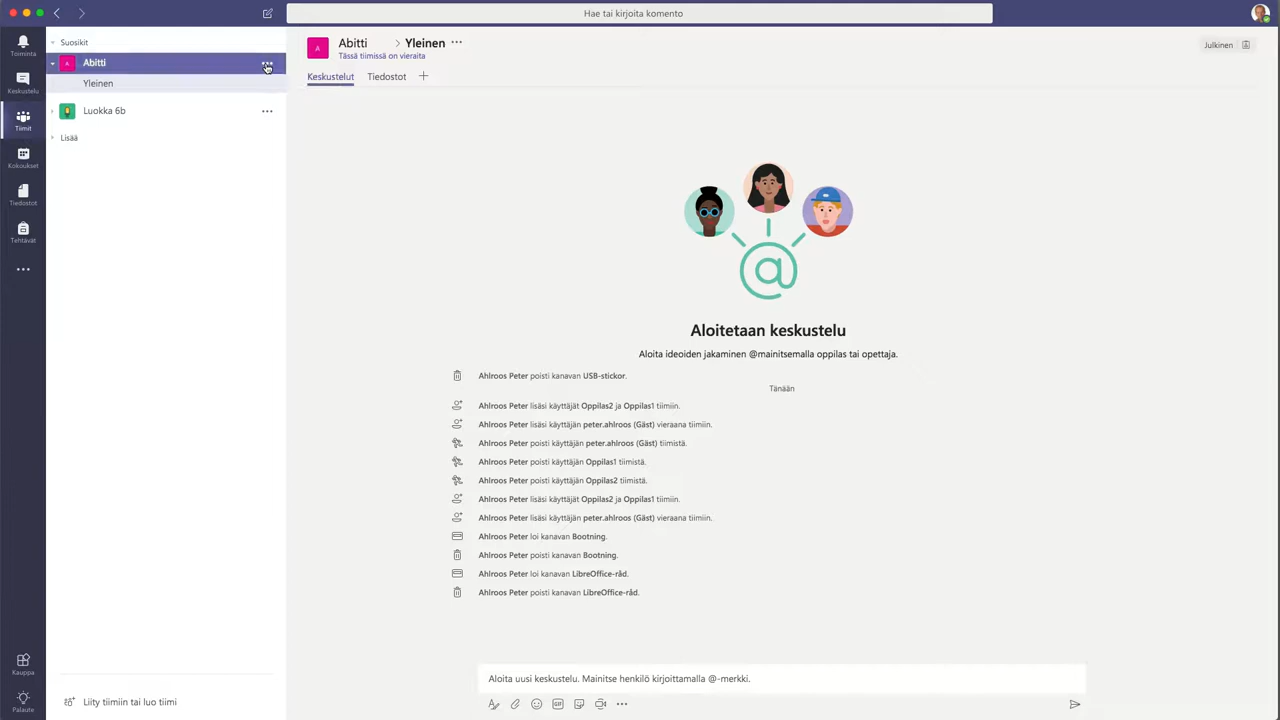 Hae tai kirjoita komento
Toiminta
Keskustelu
Tiimit
Kokoukset
Tiedostot
Tehtävät
Kauppa
Palaute
Suosikit
A Abitti
Yleinen
Luokka 6b
Lisää
Liity tiimiin tai luo tiimi
A
Abitti > Yleinen
Tässä tiimissä on vieraita
Julkinen
Keskustelut Tiedostot
Aloitetaan keskustelu
Aloita ideoiden jakaminen @mainitsemalla oppilas tai opettaja.
Ahlroos Peter poisti kanavan USB-stickor.
Tänään
Ahlroos Peter lisäsi käyttäjät Oppilas2 ja Oppilas1 tiimiin.
Ahlroos Peter lisäsi käyttäjän peter.ahlroos (Gäst) vieraana tiimiin.
Ahlroos Peter poisti käyttäjän peter.ahlroos (Gäst) tiimistä.
Ahlroos Peter poisti käyttäjän Oppilas1 tiimistä.
Ahlroos Peter poisti käyttäjän Oppilas2 tiimistä.
Ahlroos Peter lisäsi käyttäjät Oppilas2 ja Oppilas1 tiimiin.
Ahlroos Peter lisäsi käyttäjän peter.ahlroos (Gäst) vieraana tiimiin.
Ahlroos Peter loi kanavan Bootning.
Ahlroos Peter poisti kanavan Bootning.
Ahlroos Peter loi kanavan LibreOffice-råd.
Ahlroos Peter poisti kanavan LibreOffice-råd.
Aloita uusi keskustelu. Mainitse henkilö kirjoittamalla @-merkki.
GIF